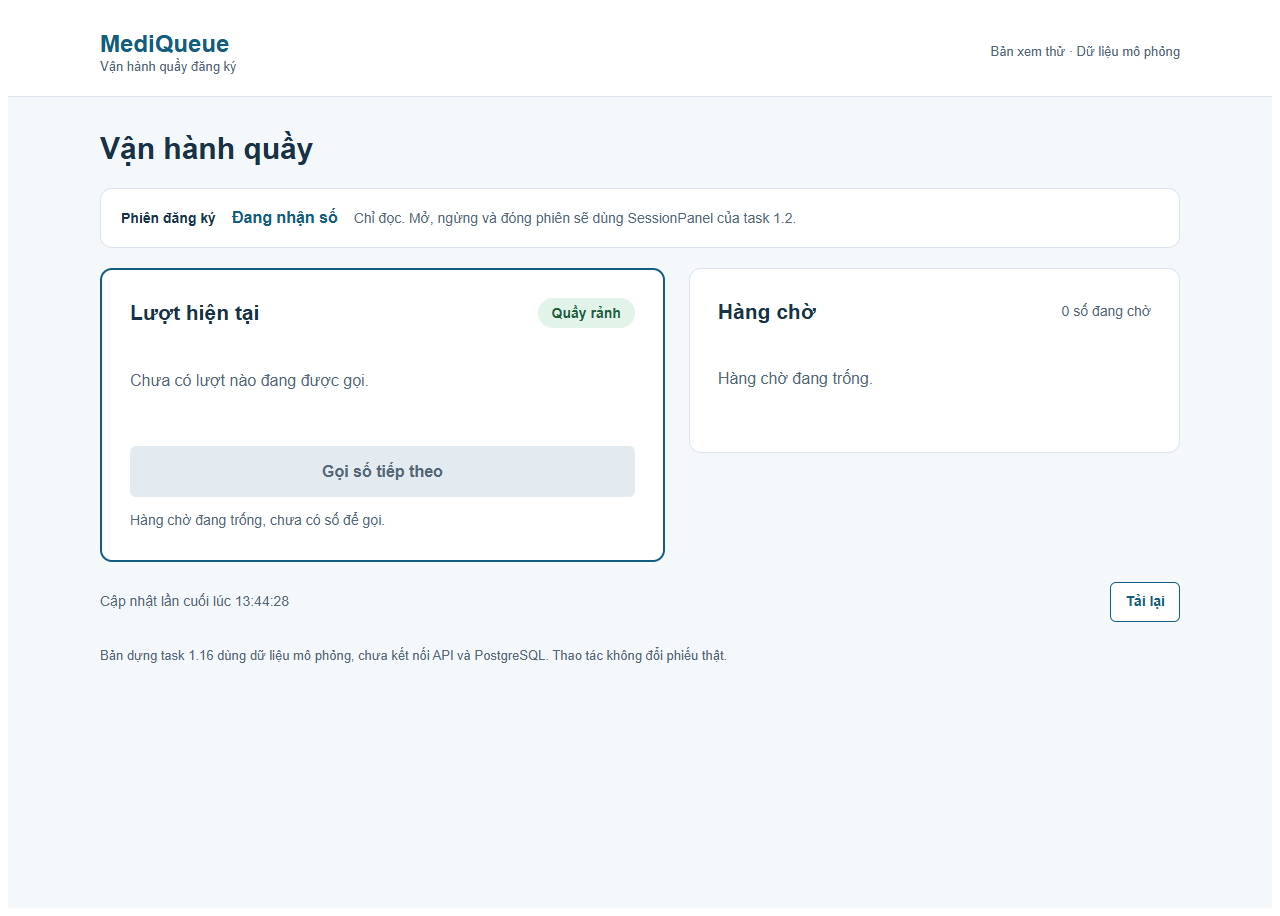 MediQueue
Vận hành quầy đăng ký
Bản xem thử · Dữ liệu mô phỏng
Vận hành quầy
Phiên đăng ký Đang nhận số Chỉ đọc. Mở, ngừng và đóng phiên sẽ dùng SessionPanel của task 1.2.
Lượt hiện tại Quầy rảnh
Chưa có lượt nào đang được gọi.
Gọi số tiếp theo
Hàng chờ đang trống, chưa có số để gọi.
Hàng chờ 0 số đang chờ
Hàng chờ đang trống.
Cập nhật lần cuối lúc 13:44:28
Tải lại
Bản dựng task 1.16 dùng dữ liệu mô phỏng, chưa kết nối API và PostgreSQL. Thao tác không đổi phiếu thật.